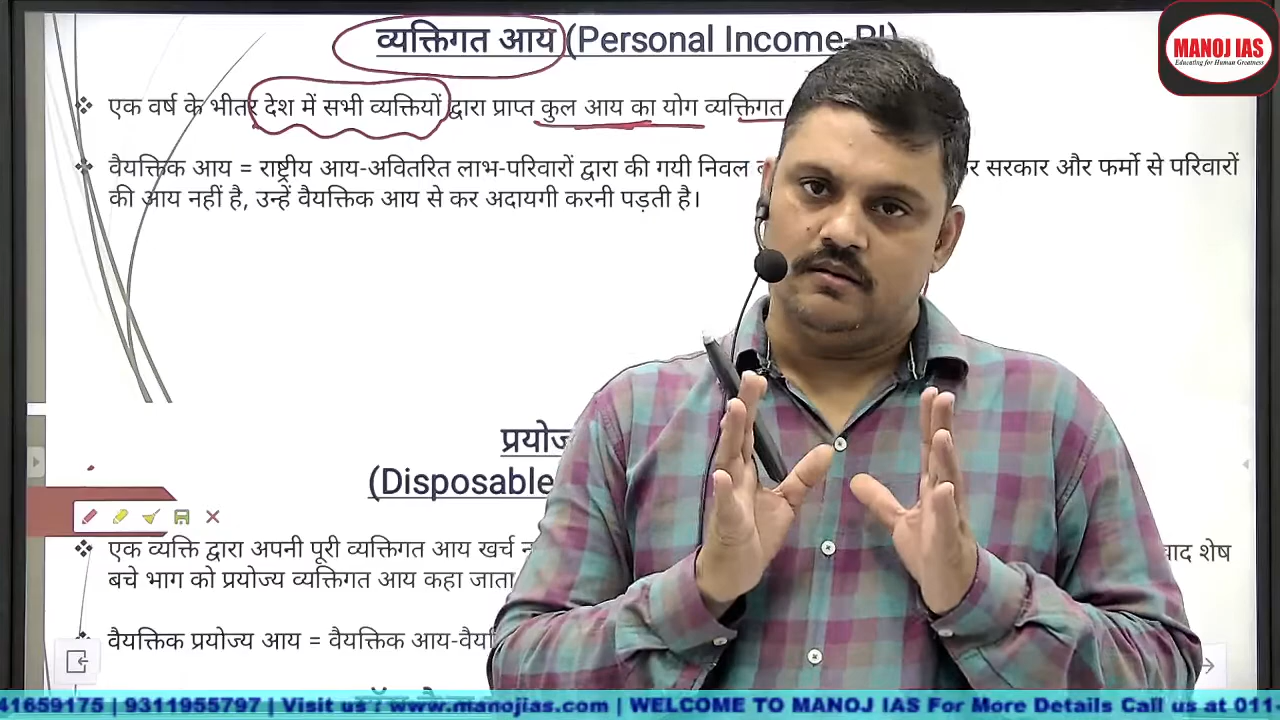 व्यक्तिगत आय (Personal Income-PI)
MANOJ IAS
Educating for Human Greatness
एक वर्ष के भीतर देश में सभी व्यक्तियों द्वारा प्राप्त कुल आय का योग व्यक्तिगत
वैयक्तिक आय = राष्ट्रीय आय-अवितरित लाभ-परिवारों द्वारा की गयी निवल सरकार और फर्मो से परिवारों
की आय नहीं है, उन्हें वैयक्तिक आय से कर अदायगी करनी पड़ती है।
(Disposable
एक व्यक्ति द्वारा अपनी पूरी व्यक्तिगत आय खर्च शेष
बचे भाग को प्रयोज्य व्यक्तिगत आय कहा जाता
वैयक्तिक प्रयोज्य आय = वैयक्तिक
41659175 | 9311955797 | Visit us : www.manojias.com | WELCOME TO MANOJ IAS For More Details Call us at 011-